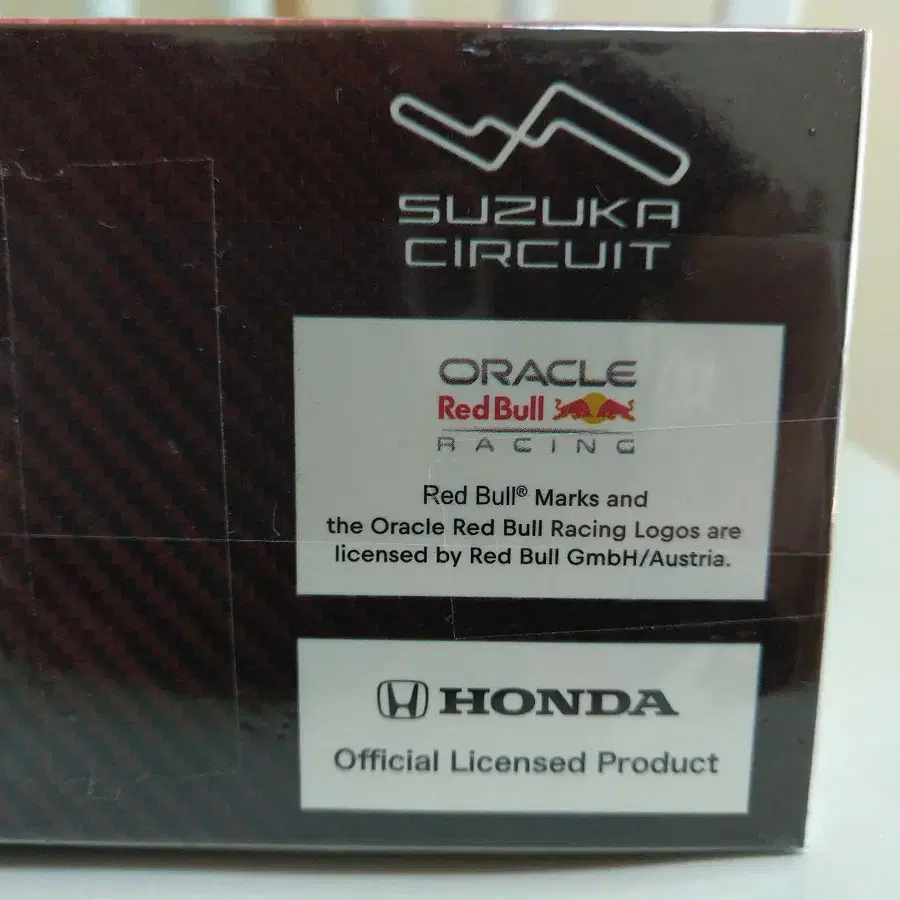 SUZUKA
CIRCUIT
ORACLE
Red Bull
RACING
Red Bull® Marks and
the Oracle Red Bull Racing Logos are
licensed by Red Bull GmbH/Austria.
HONDA
Official Licensed Product